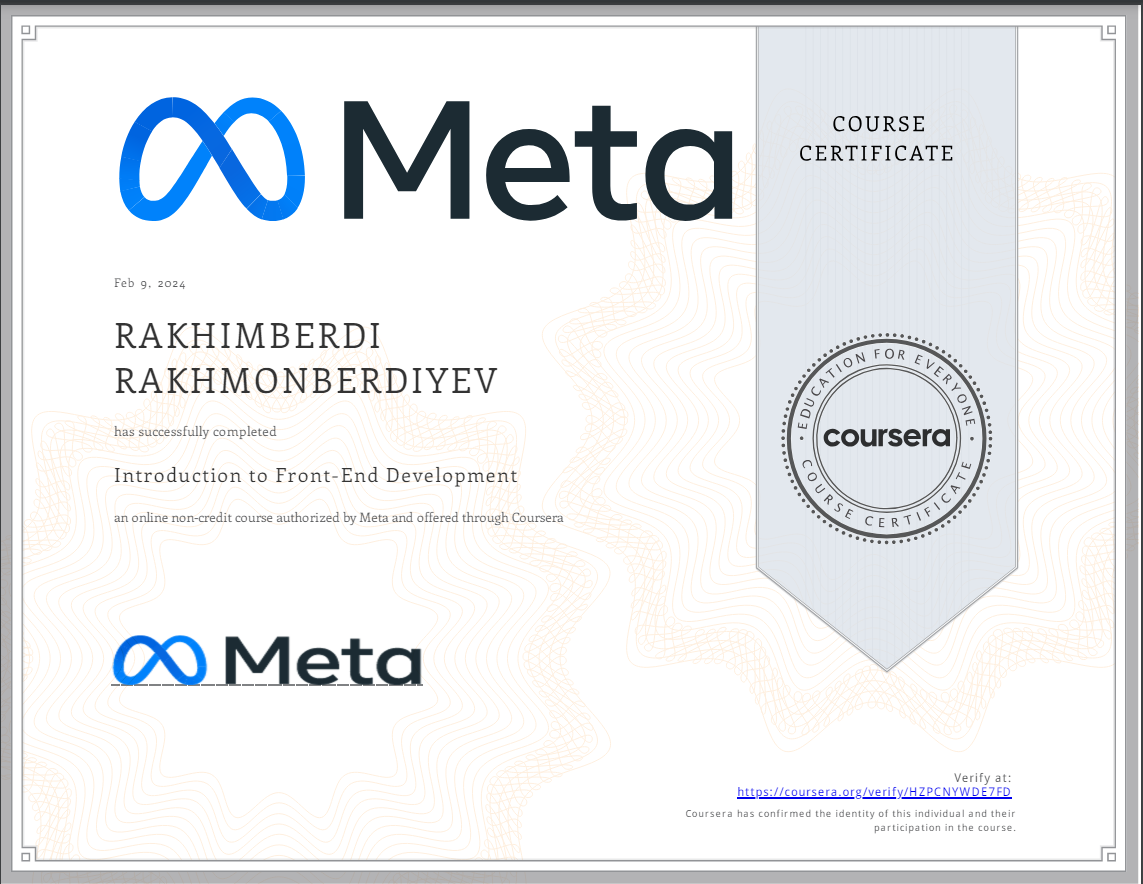 Meta
COURSE
CERTIFICATE
Feb 9, 2024
RAKHIMBERDI
RAKHMONBERDIYEV
has successfully completed
Introduction to Front-End Development
an online non-credit course authorized by Meta and offered through Coursera
EDUCATION FOR EVERYONE
coursera
COURSE CERTIFICATE
Meta
Verify at:
https://coursera.org/verify/HZPCNYWDE7FD
Coursera has confirmed the identity of this individual and their
participation in the course.